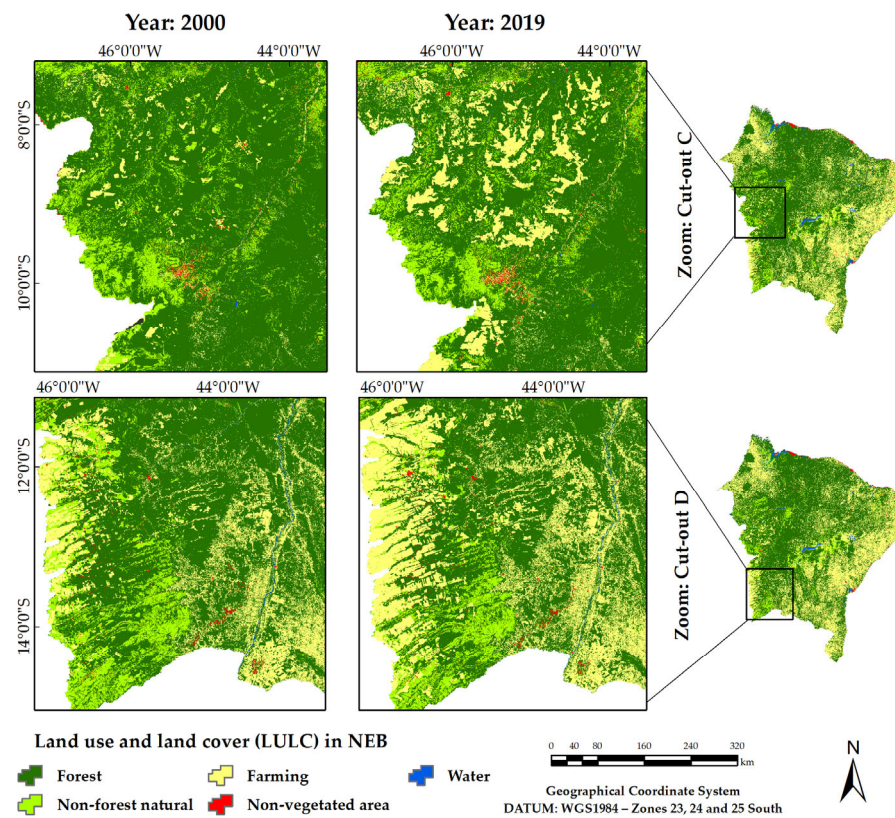 Year: 2000
Year: 2019
46°0'0"W
44°0'0"W
46°0'0"W
44°0'0"W
8°0'0"S
10°0'0"S
Zoom: Cut-out C
46°0'0"W
44°0'0"W
46°0'0"W
44°0'0"W
12°0'0"S
14°0'0"S
Zoom: Cut-out D
Land use and land cover (LULC) in NEB
Forest
Farming
Water
Non-forest natural
Non-vegetated area
0 40 80 160 240 320
km
Geographical Coordinate System
DATUM: WGS1984 – Zones 23, 24 and 25 South
N